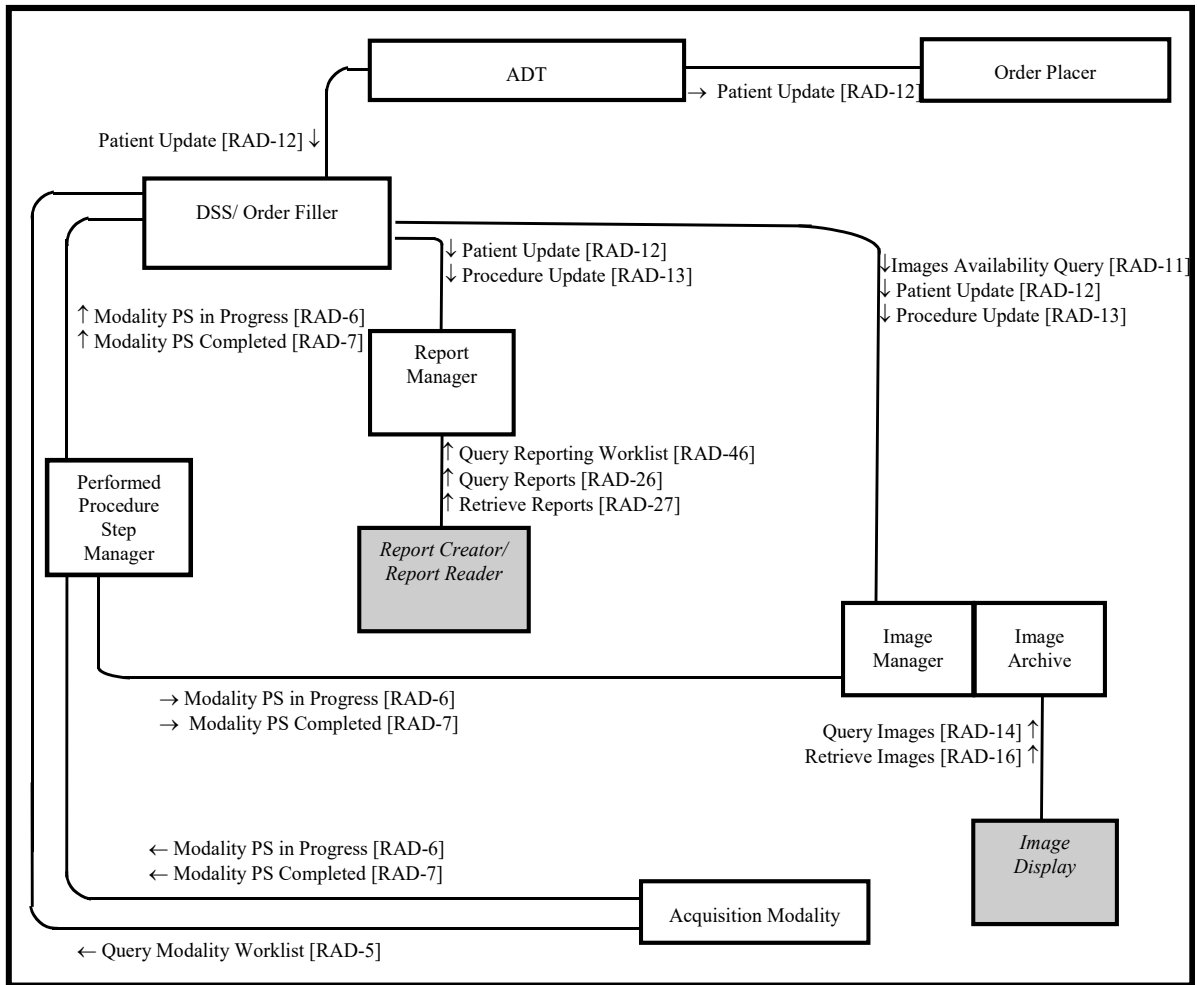 ADT
Order Placer
→ Patient Update [RAD-12]
Patient Update [RAD-12] ↓
DSS/ Order Filler
↓ Patient Update [RAD-12]
↓ Procedure Update [RAD-13]
↓Images Availability Query [RAD-11]
↓ Patient Update [RAD-12]
↓ Procedure Update [RAD-13]
↑ Modality PS in Progress [RAD-6]
↑ Modality PS Completed [RAD-7]
Report
Manager
↑ Query Reporting Worklist [RAD-46]
↑ Query Reports [RAD-26]
↑ Retrieve Reports [RAD-27]
Performed
Procedure
Step
Manager
Report Creator/
Report Reader
Image
Manager
Image
Archive
→ Modality PS in Progress [RAD-6]
→ Modality PS Completed [RAD-7]
Query Images [RAD-14] ↑
Retrieve Images [RAD-16] ↑
Image
Display
← Modality PS in Progress [RAD-6]
← Modality PS Completed [RAD-7]
Acquisition Modality
← Query Modality Worklist [RAD-5]